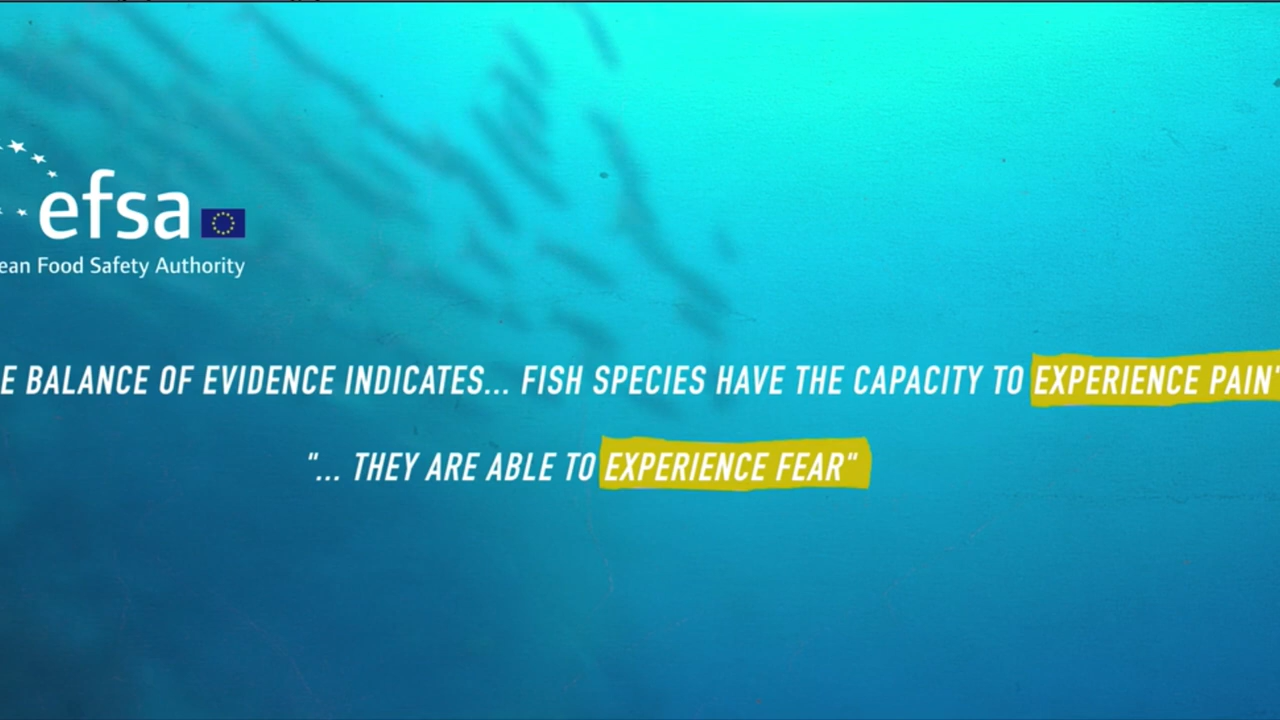 efsa
ean Food Safety Authority
E BALANCE OF EVIDENCE INDICATES... FISH SPECIES HAVE THE CAPACITY TO EXPERIENCE PAIN"
"... THEY ARE ABLE TO EXPERIENCE FEAR"